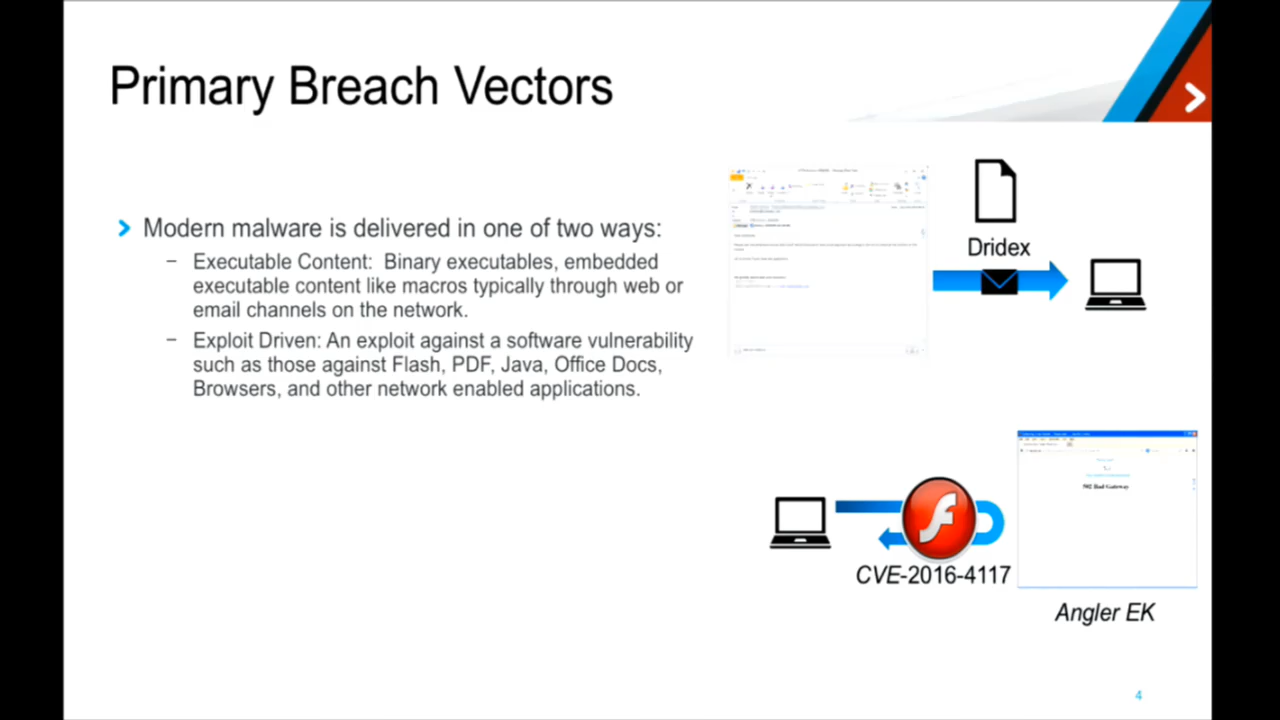 Primary Breach Vectors
Modern malware is delivered in one of two ways:
– Executable Content: Binary executables, embedded
executable content like macros typically through web or
email channels on the network.
– Exploit Driven: An exploit against a software vulnerability
such as those against Flash, PDF, Java, Office Docs,
Browsers, and other network enabled applications.
Dridex
502 Bad Gateway
CVE-2016-4117
Angler EK
4